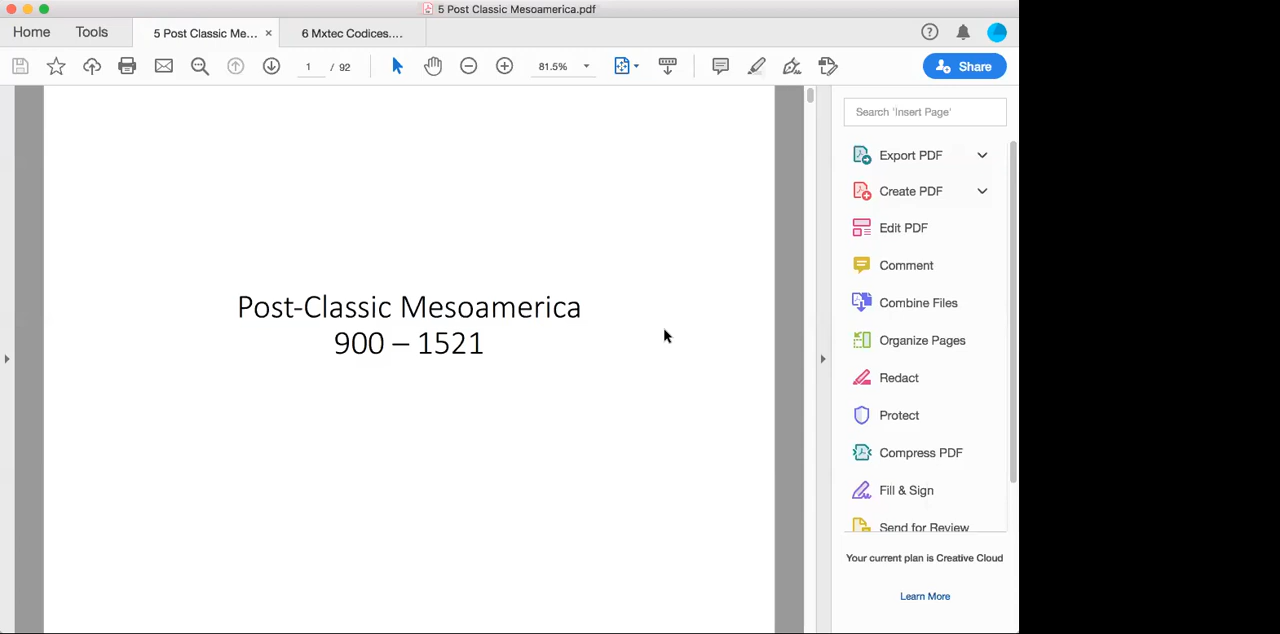 5 Post Classic Mesoamerica.pdf
Home
Tools
5 Post Classic Me...
6 Mxtec Codices....
1 / 92
81.5%
Share
Search 'Insert Page'
Export PDF
Create PDF
Edit PDF
Comment
Combine Files
Organize Pages
Redact
Protect
Compress PDF
Fill & Sign
Send for Review
Your current plan is Creative Cloud
Learn More
Post-Classic Mesoamerica
900 – 1521